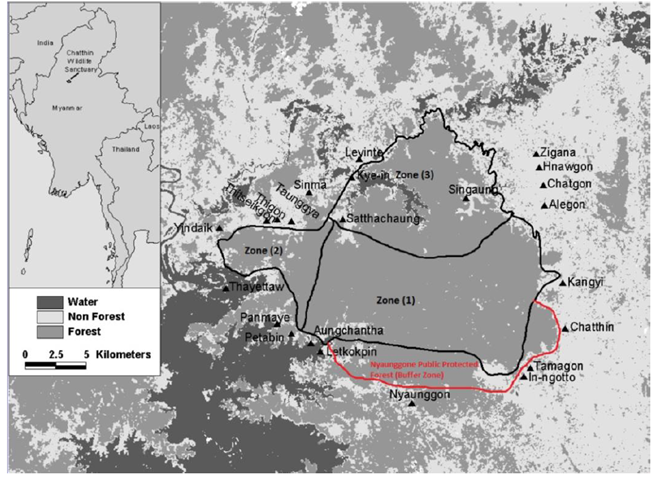 India
Chatthin
Wildlife
Sanctuary
Myanmar
Laos
Thailand
Water
Non Forest
Forest
0 2.5 5 Kilometers
Leyinte
Kye-in
Zone (3)
Singaung
Zigana
Hnawgon
Chatgon
Alegon
Sinma
Taunggya
Thigon
Yindaik
Satthachaung
Zone (2)
Zone (1)
Kangyi
Thayettaw
Panmaye
Petabin
Aungchantha
Letkokpin
Chatthin
Nyaunggone Public Protected
Forest (Buffer Zone)
Tamagon
In-ngotto
Nyaunggon